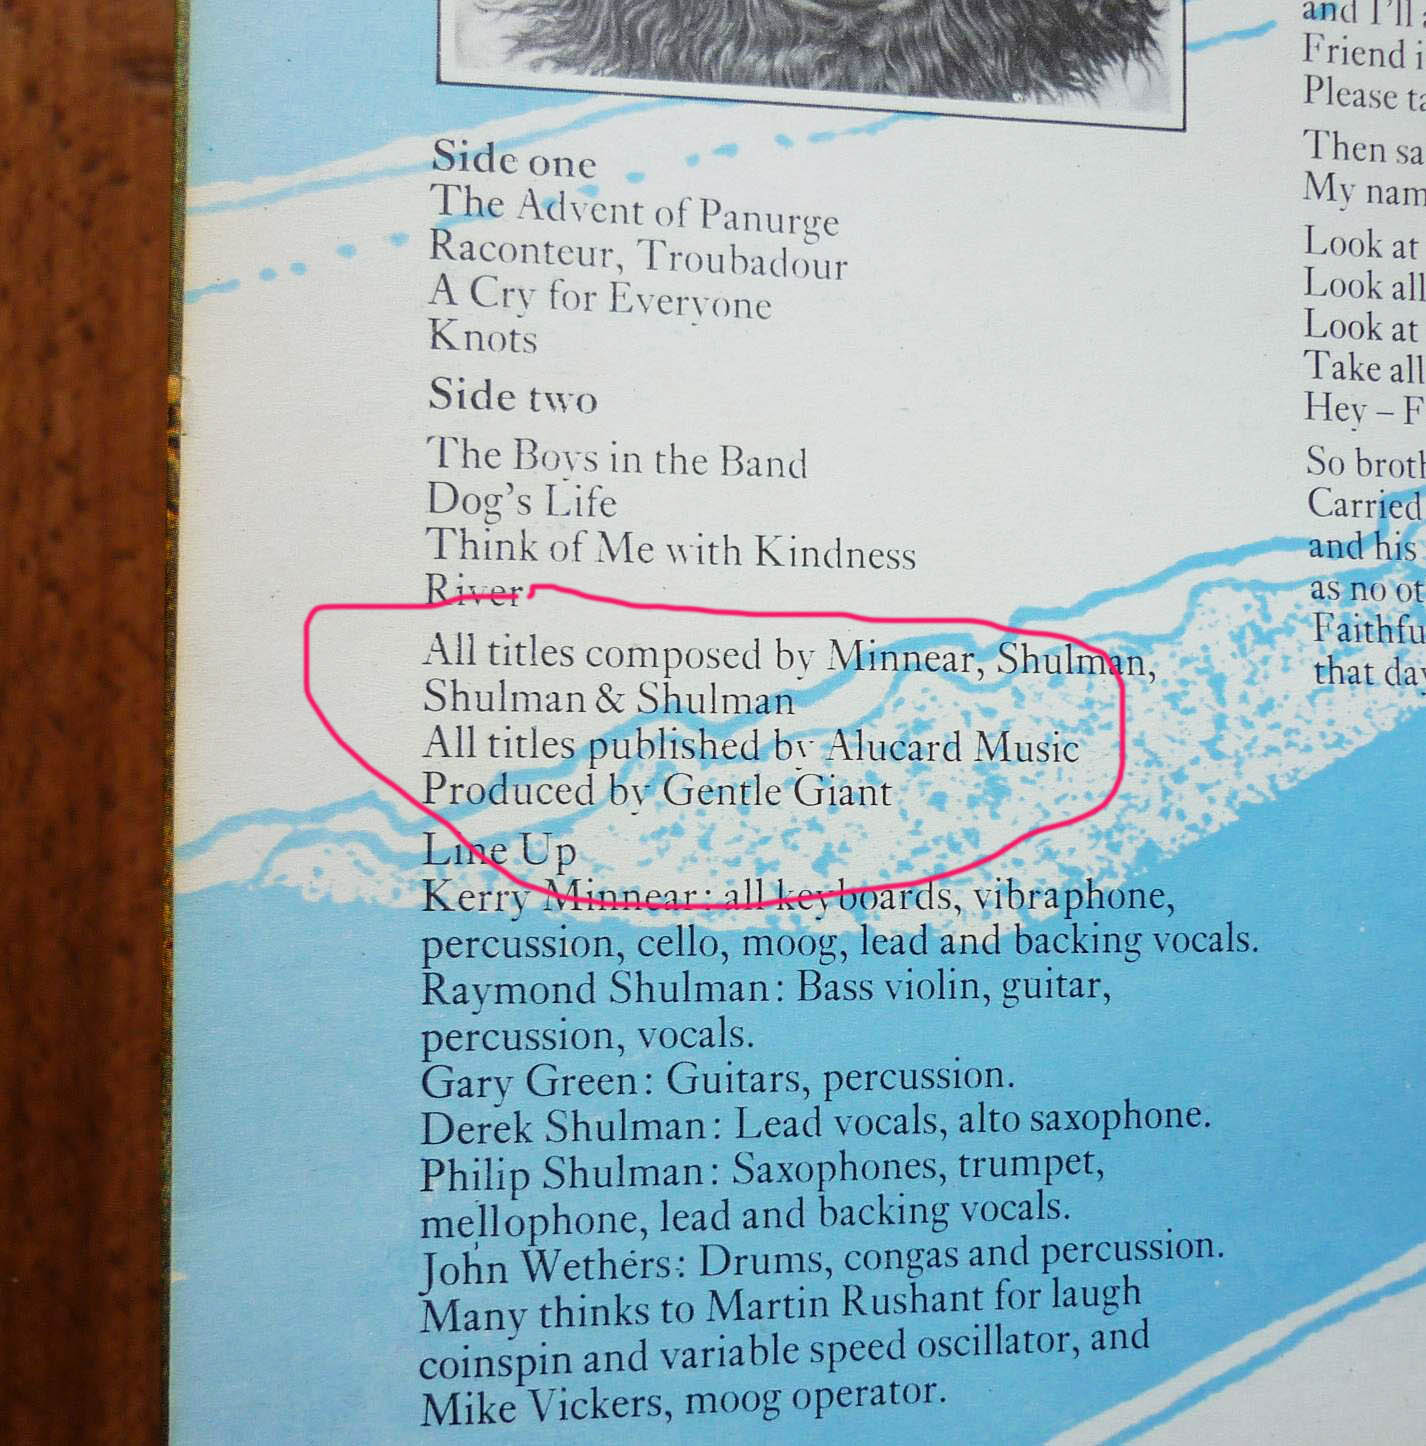 Side one
The Advent of Panurge
Raconteur, Troubadour
A Cry for Everyone
Knots
Side two
The Boys in the Band
Dog's Life
Think of Me with Kindness
River
All titles composed by Minnear, Shulman,
Shulman & Shulman
All titles published by Alucard Music
Produced by Gentle Giant
Line Up
Kerry Minnear: all keyboards, vibraphone,
percussion, cello, moog, lead and backing vocals.
Raymond Shulman: Bass violin, guitar,
percussion, vocals.
Gary Green: Guitars, percussion.
Derek Shulman: Lead vocals, alto saxophone.
Philip Shulman: Saxophones, trumpet,
mellophone, lead and backing vocals.
John Wethers: Drums, congas and percussion.
Many thinks to Martin Rushant for laugh
coinspin and variable speed oscillator, and
Mike Vickers, moog operator.
and I'll
Friend
Please
Then
My
Look at
Look all
Look at
Take all
Hey –
So
Carried
and his
as no
that